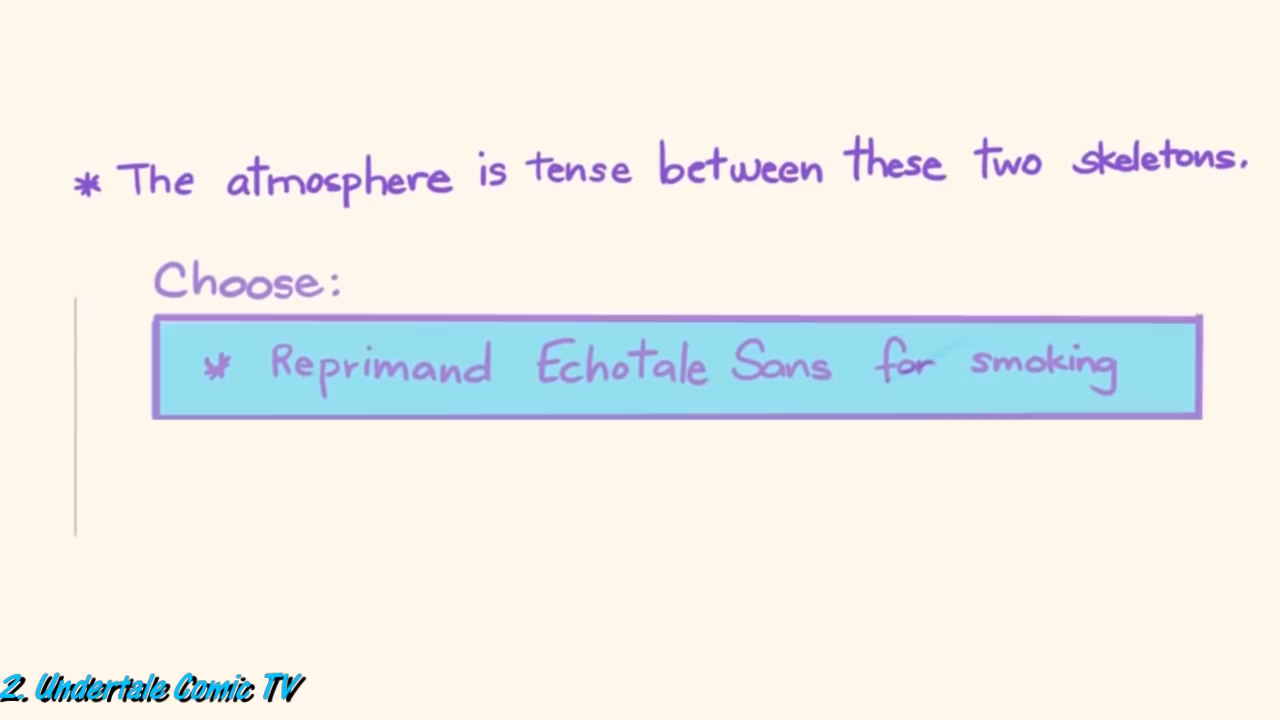 * The atmosphere is tense between these two skeletons.
Choose:
* Reprimand Echotale Sans for smoking
2. Undertale Comic TV